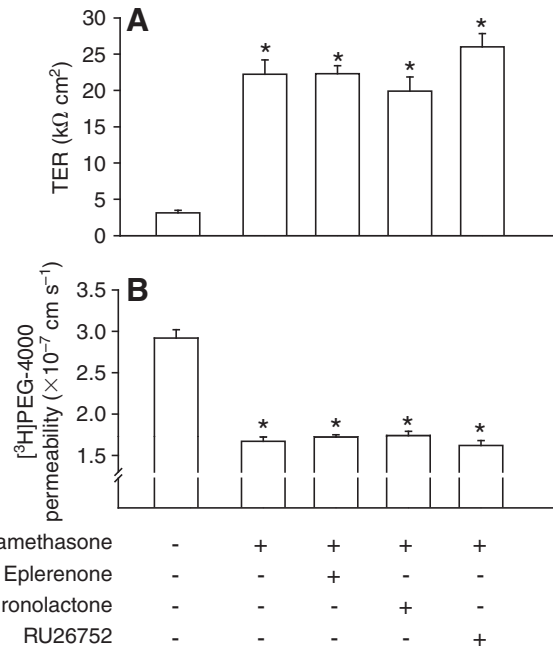 A
TER (kΩ cm²)
30
25
20
15
10
5
0
* * * *
B
[³H]PEG-4000
permeability (×10⁻⁷ cm s⁻¹)
3.5
3.0
2.5
2.0
1.5
* * * *
amethasone - + + + +
Eplerenone - - + - -
ronolactone - - - + -
RU26752 - - - - +